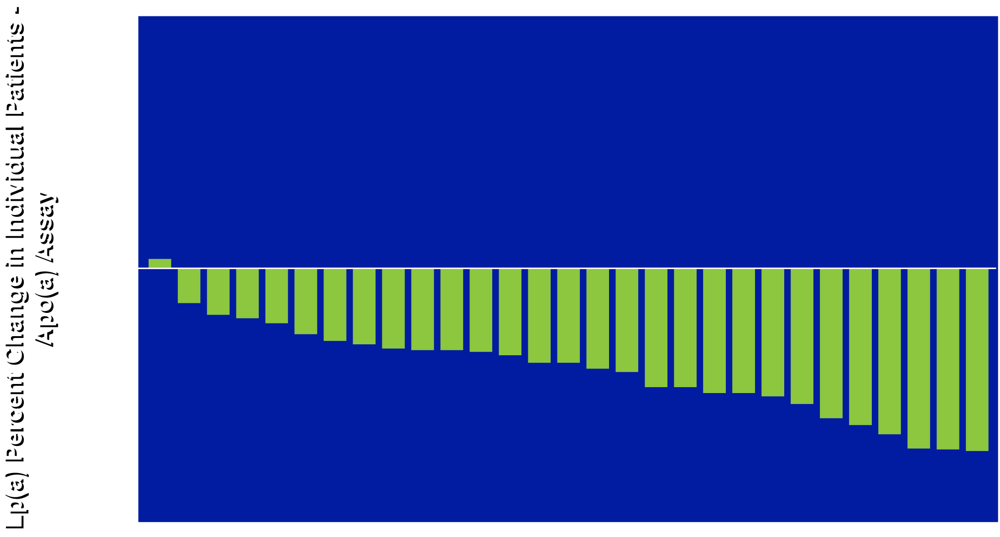 Lp(a) Percent Change in Individual Patients -
Apo(a) Assay